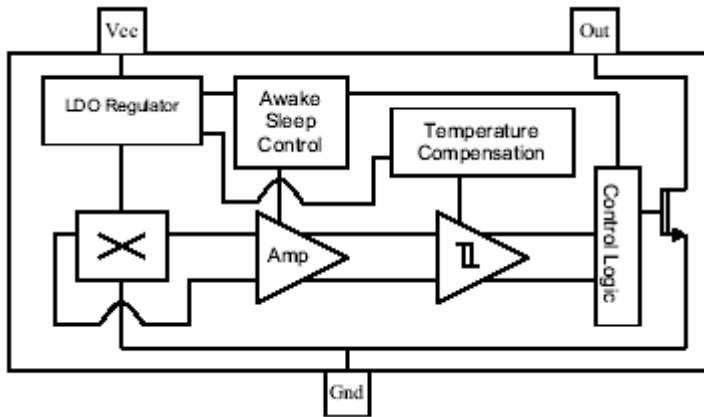 Vcc
Out
LDO Regulator
Awake
Sleep
Control
Temperature
Compensation
Amp
Control Logic
Gnd